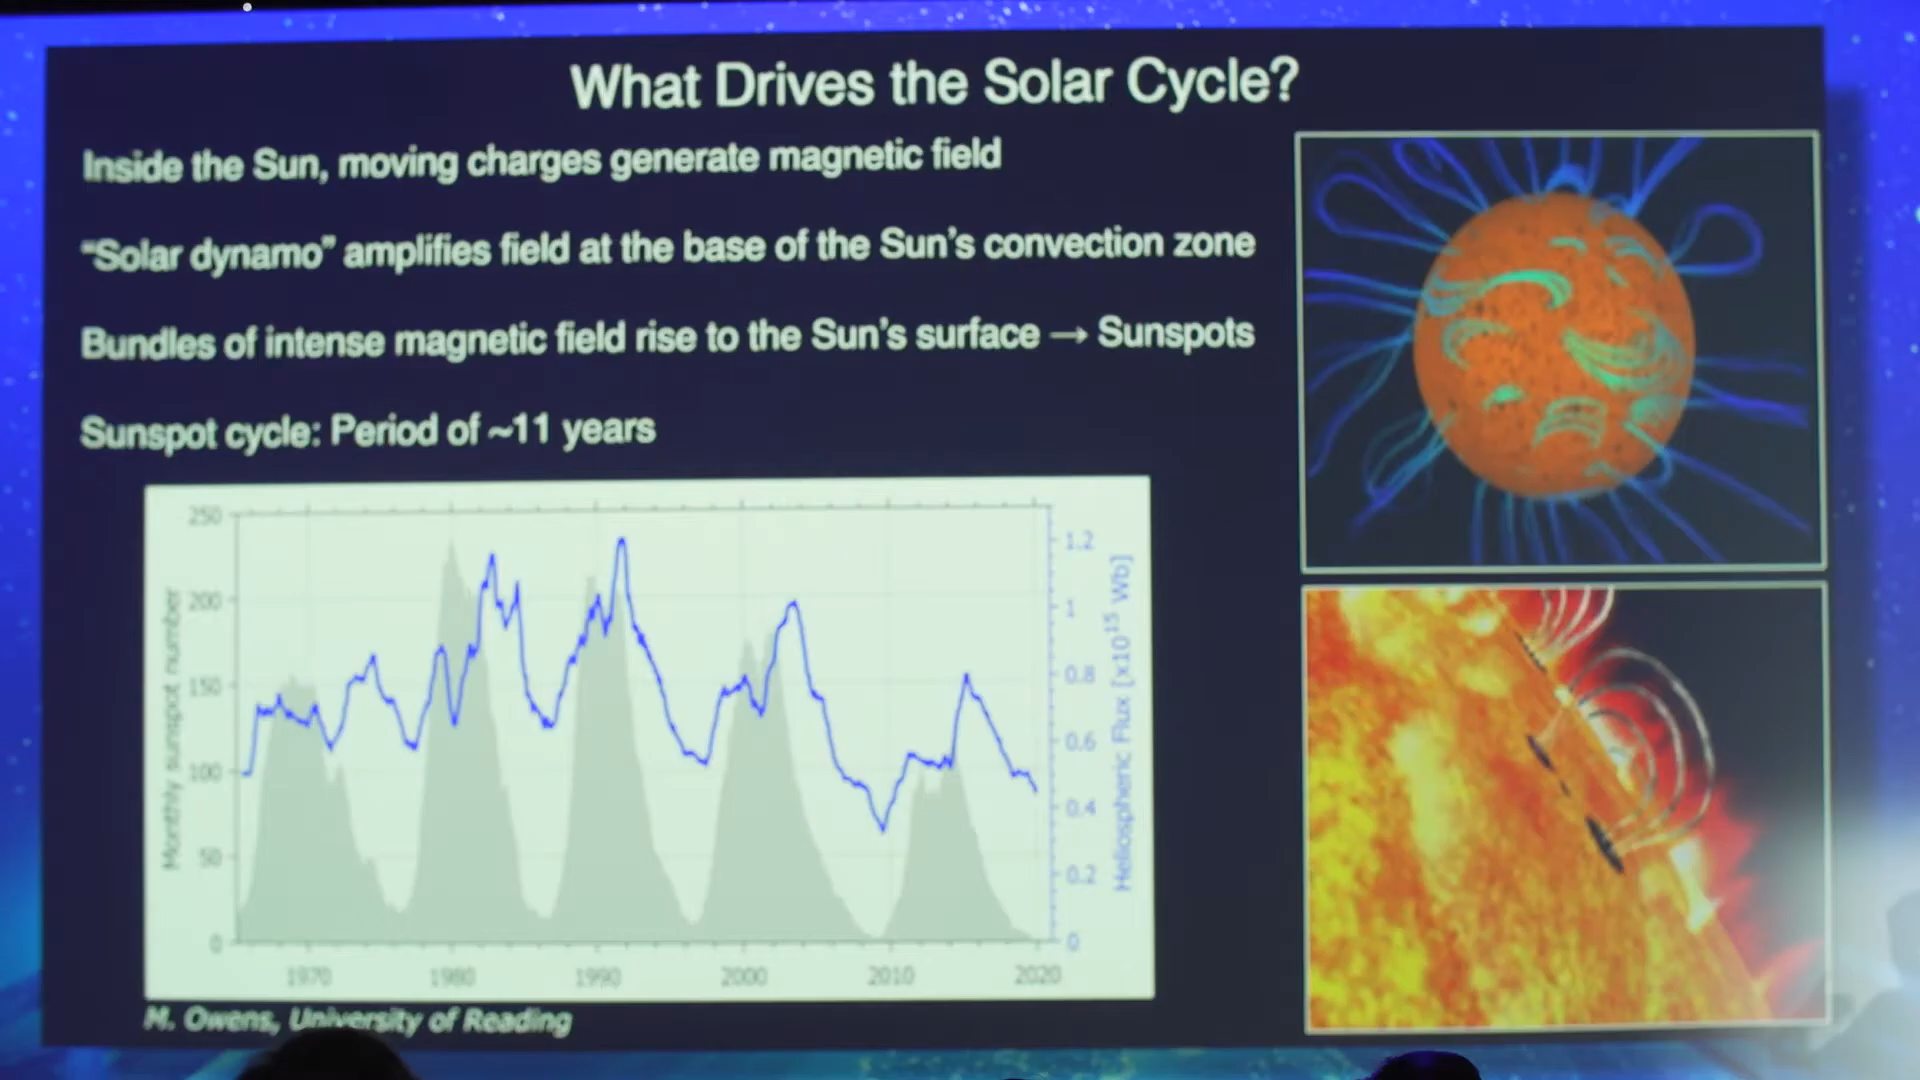 What Drives the Solar Cycle?
Inside the Sun, moving charges generate magnetic field
“Solar dynamo” amplifies field at the base of the Sun’s convection zone
Bundles of intense magnetic field rise to the Sun’s surface → Sunspots
Sunspot cycle: Period of ~11 years
Monthly sunspot number
250
200
150
100
50
0
1970 1980 1990 2000 2010 2020
1.2
1
0.8
0.6
0.4
0.2
0
Heliospheric Flux [x10¹⁵ Wb]
M. Owens, University of Reading